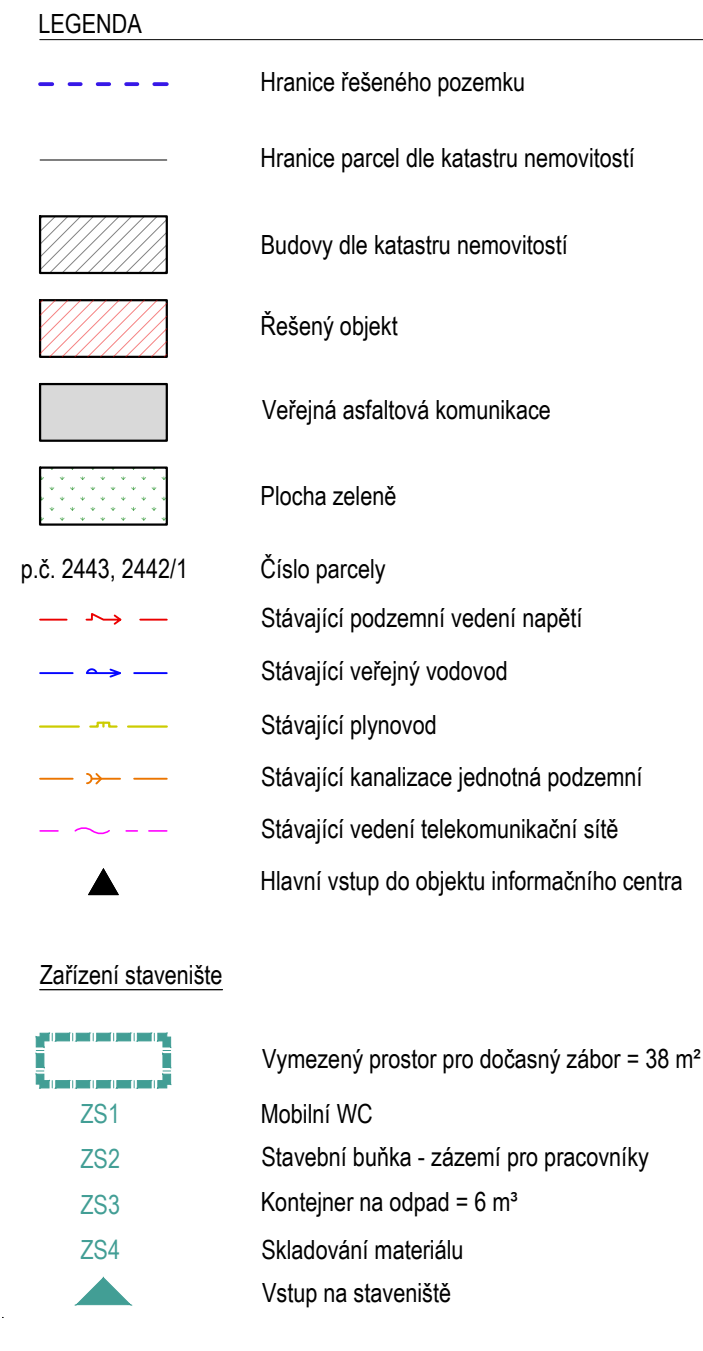 LEGENDA
Hranice řešeného pozemku
Hranice parcel dle katastru nemovitostí
Budovy dle katastru nemovitostí
Řešený objekt
Veřejná asfaltová komunikace
Plocha zeleně
p.č. 2443, 2442/1 Číslo parcely
Stávající podzemní vedení napětí
Stávající veřejný vodovod
Stávající plynovod
Stávající kanalizace jednotná podzemní
Stávající vedení telekomunikační sítě
Hlavní vstup do objektu informačního centra
Zařízení stavenište
Vymezený prostor pro dočasný zábor = 38 m²
ZS1 Mobilní WC
ZS2 Stavební buňka - zázemí pro pracovníky
ZS3 Kontejner na odpad = 6 m³
ZS4 Skladování materiálu
Vstup na staveniště